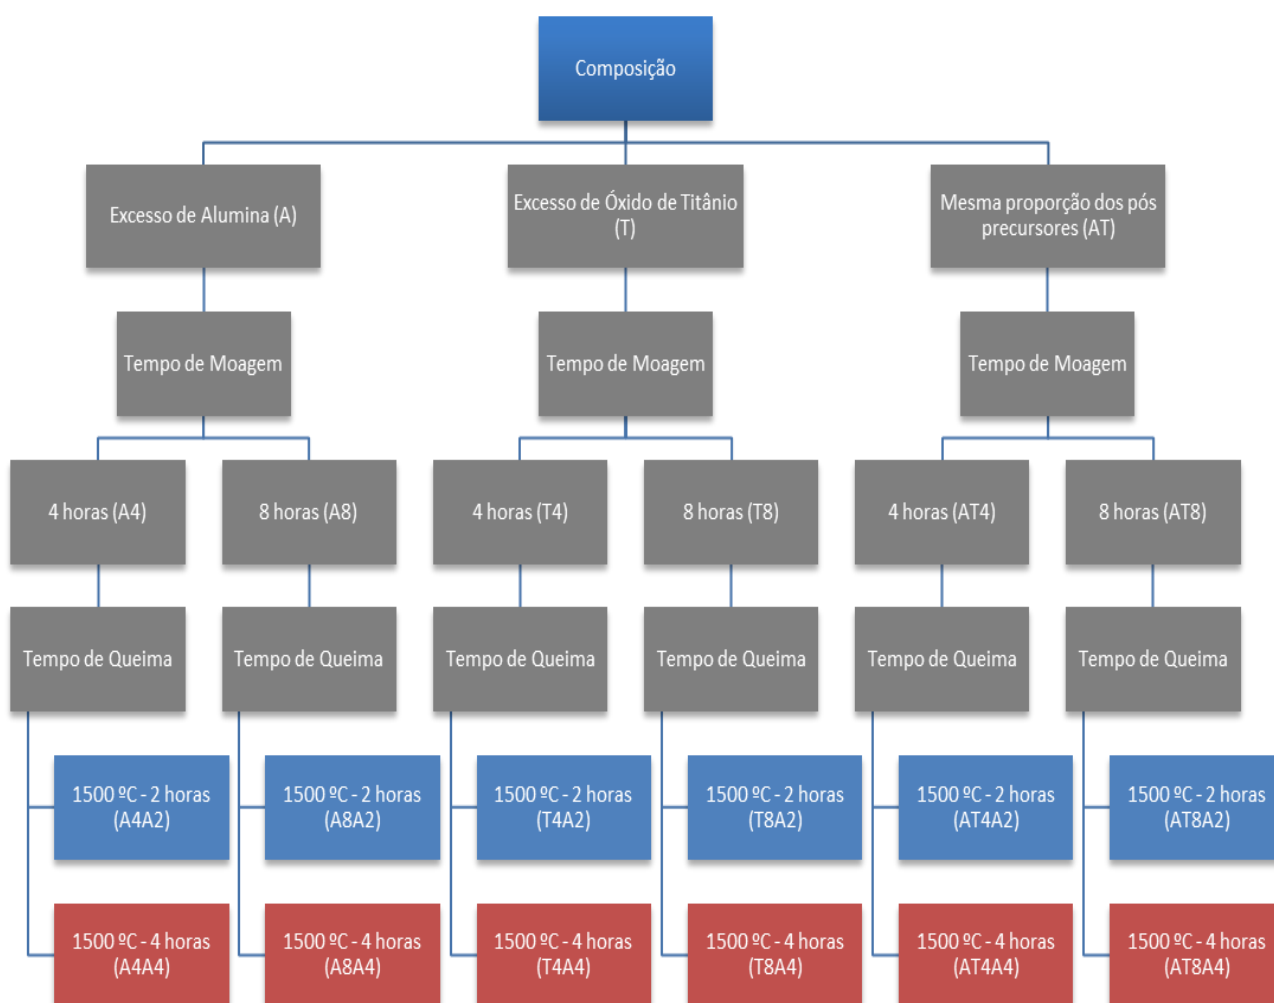 Composição
Excesso de Alumina (A)
Excesso de Óxido de Titânio
(T)
Mesma proporção dos pós
precursores (AT)
Tempo de Moagem
Tempo de Moagem
Tempo de Moagem
4 horas (A4)
8 horas (A8)
4 horas (T4)
8 horas (T8)
4 horas (AT4)
8 horas (AT8)
Tempo de Queima
Tempo de Queima
Tempo de Queima
Tempo de Queima
Tempo de Queima
Tempo de Queima
1500 ºC - 2 horas
(A4A2)
1500 ºC - 2 horas
(A8A2)
1500 ºC - 2 horas
(T4A2)
1500 ºC - 2 horas
(T8A2)
1500 ºC - 2 horas
(AT4A2)
1500 ºC - 2 horas
(AT8A2)
1500 ºC - 4 horas
(A4A4)
1500 ºC - 4 horas
(A8A4)
1500 ºC - 4 horas
(T4A4)
1500 ºC - 4 horas
(T8A4)
1500 ºC - 4 horas
(AT4A4)
1500 ºC - 4 horas
(AT8A4)